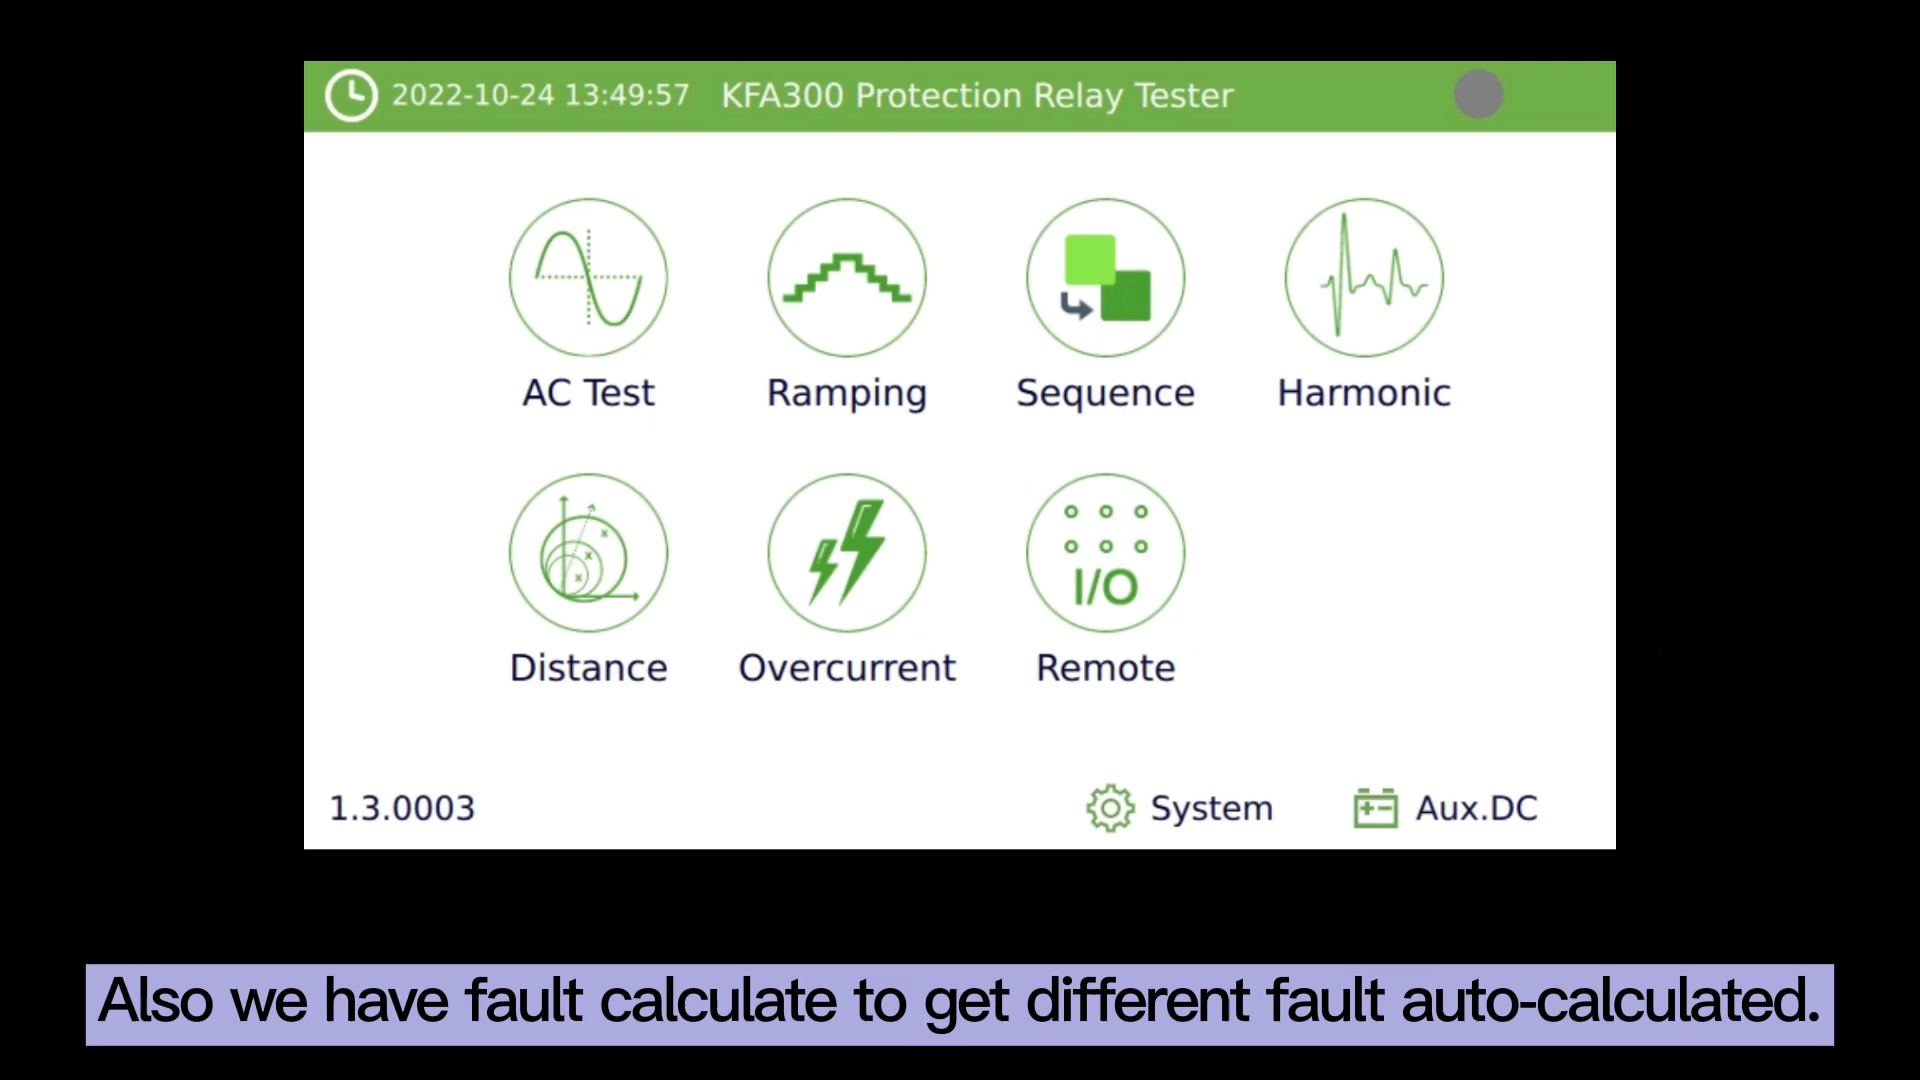 2022-10-24 13:49:57 KFA300 Protection Relay Tester
AC Test Ramping Sequence Harmonic
I/O
Distance Overcurrent Remote
1.3.0003 System Aux.DC
Also we have fault calculate to get different fault auto-calculated.